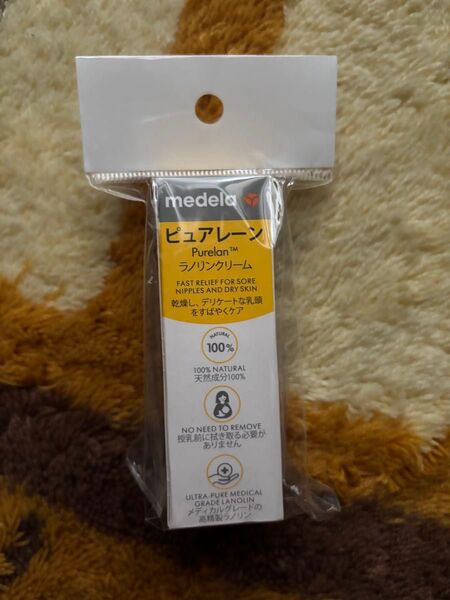 medela
ピュアレーン
Purelan™
ラノリンクリーム
FAST RELIEF FOR SORE
NIPPLES AND DRY SKIN
乾燥し、デリケートな乳頭
をすばやくケア
NATURAL
100%
100% NATURAL
天然成分100%
NO NEED TO REMOVE
授乳前に拭き取る必要が
ありません
ULTRA-PURE MEDICAL
GRADE LANOLIN
メディカルグレードの
高精製ラノリン